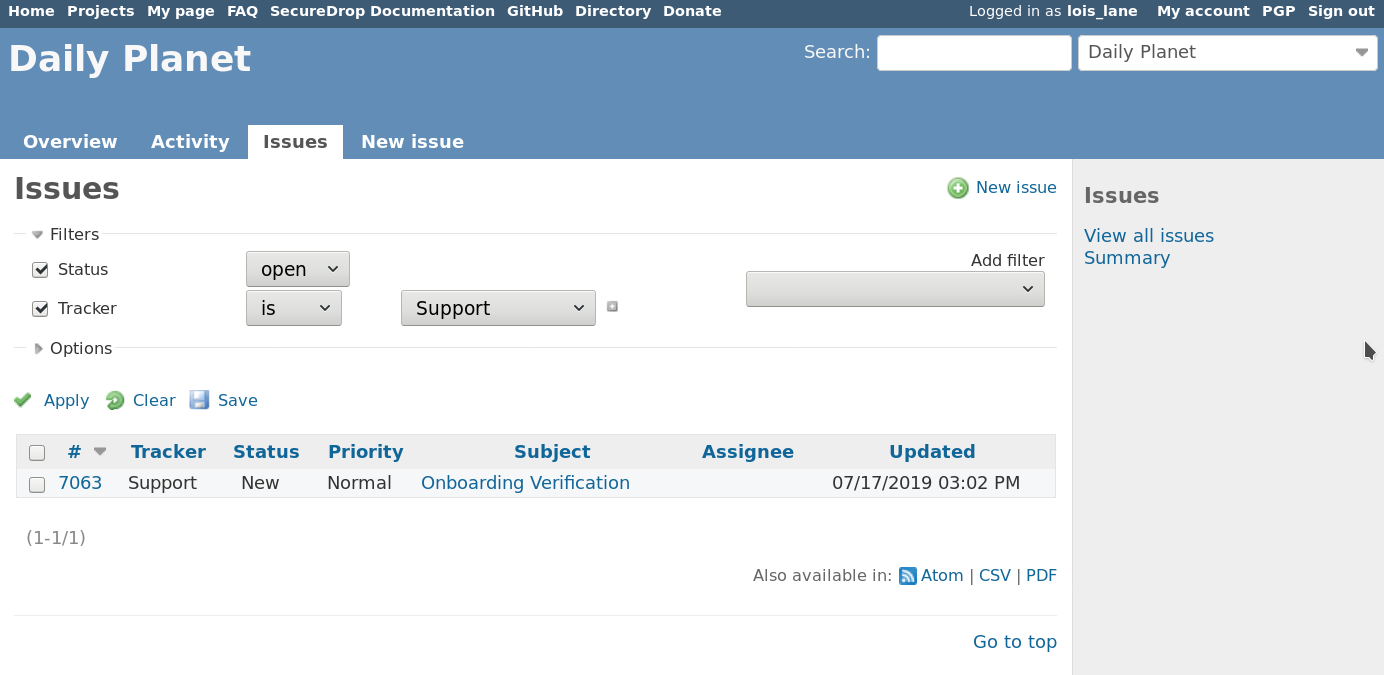 Home Projects My page FAQ SecureDrop Documentation GitHub Directory Donate Logged in as lois_lane My account PGP Sign out
Daily Planet Search: Daily Planet
Overview Activity Issues New issue
Issues New issue
Filters
Status open Add filter
Tracker is Support
Options
Apply Clear Save
# Tracker Status Priority Subject Assignee Updated
7063 Support New Normal Onboarding Verification 07/17/2019 03:02 PM
(1-1/1)
Also available in: Atom | CSV | PDF
Go to top
Issues
View all issues
Summary